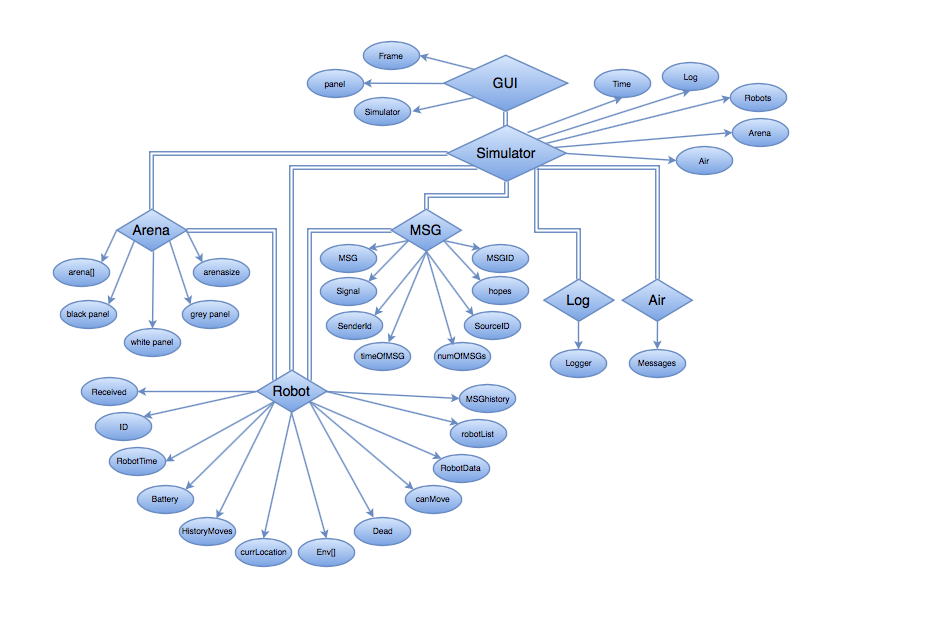 Frame
GUI
panel
Time
Log
Simulator
Robots
Arena
Simulator
Air
Arena
MSG
MSG
MSGID
arena[]
arenasize
Signal
hopes
Log
Air
black panel
grey panel
SenderId
SourceID
white panel
timeOfMSG
numOfMSGs
Logger
Messages
Received
Robot
MSGhistory
ID
robotList
RobotTime
RobotData
Battery
canMove
HistoryMoves
Dead
currLocation
Env[]